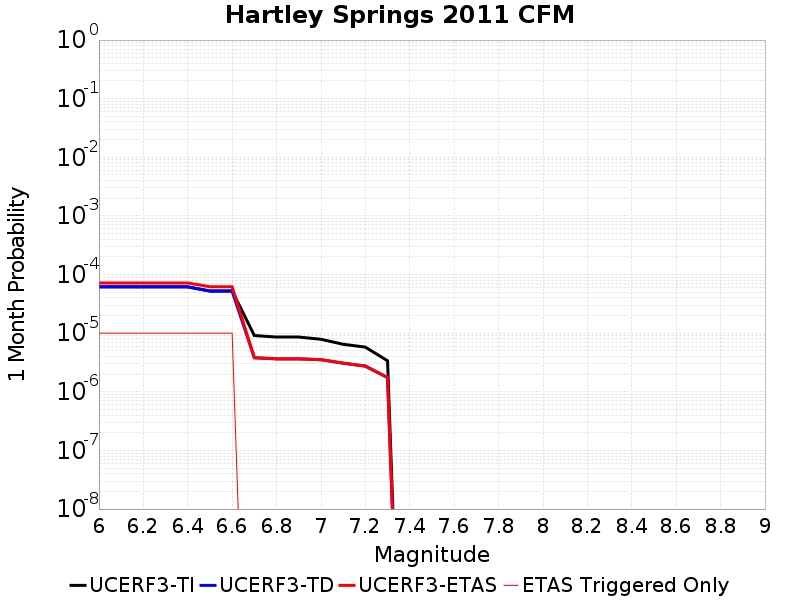 Hartley Springs 2011 CFM
1 Month Probability
10^0
10^-1
10^-2
10^-3
10^-4
10^-5
10^-6
10^-7
10^-8
6 6.2 6.4 6.6 6.8 7 7.2 7.4 7.6 7.8 8 8.2 8.4 8.6 8.8 9
Magnitude
UCERF3-TI UCERF3-TD UCERF3-ETAS ETAS Triggered Only